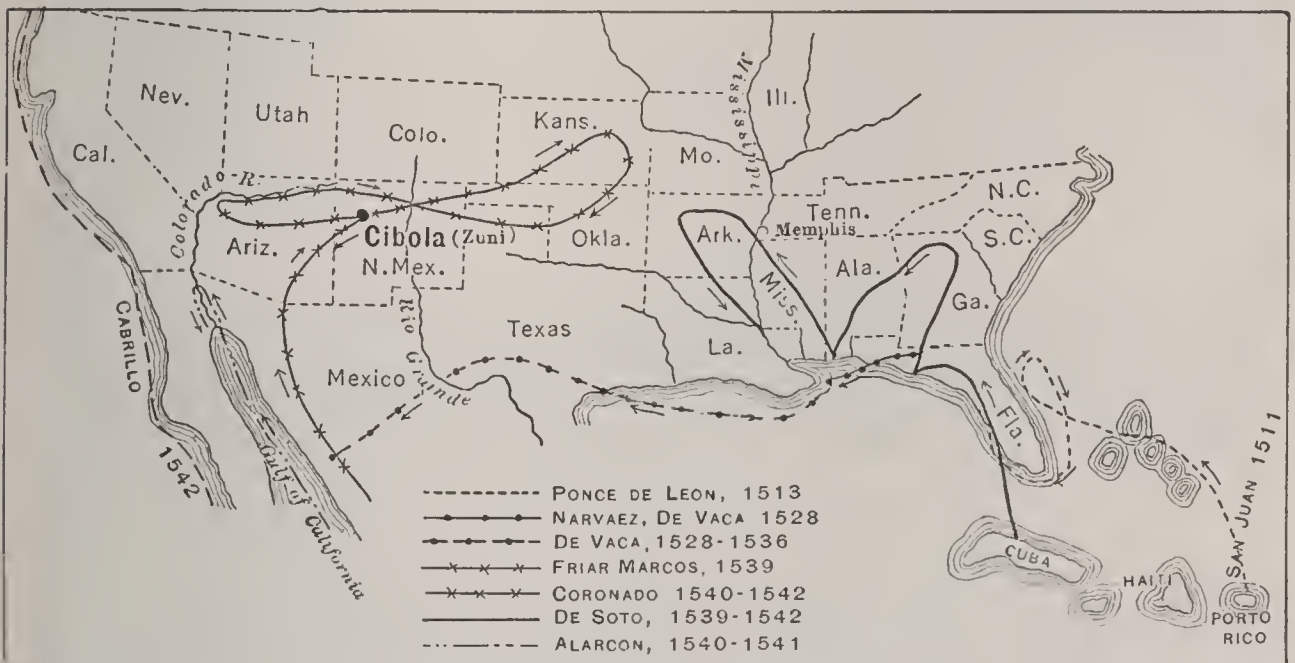 Nev.
Utah
Colo.
Kans.
Mississippi
Ill.
Cal.
Mo.
Colorado R.
Ariz.
Cibola (Zuni)
N.Mex.
Okla.
Ark.
Tenn.
Memphis
N.C.
S.C.
Miss.
Ala.
Ga.
Rio Grande
Texas
La.
Mexico
Fla.
CABRILLO
1542
Gulf of California
PONCE DE LEON, 1513
NARVAEZ, DE VACA 1528
DE VACA, 1528-1536
FRIAR MARCOS, 1539
CORONADO 1540-1542
DE SOTO, 1539-1542
ALARCON, 1540-1541
CUBA
HAITI
SAN JUAN 1511
PORTO
RICO